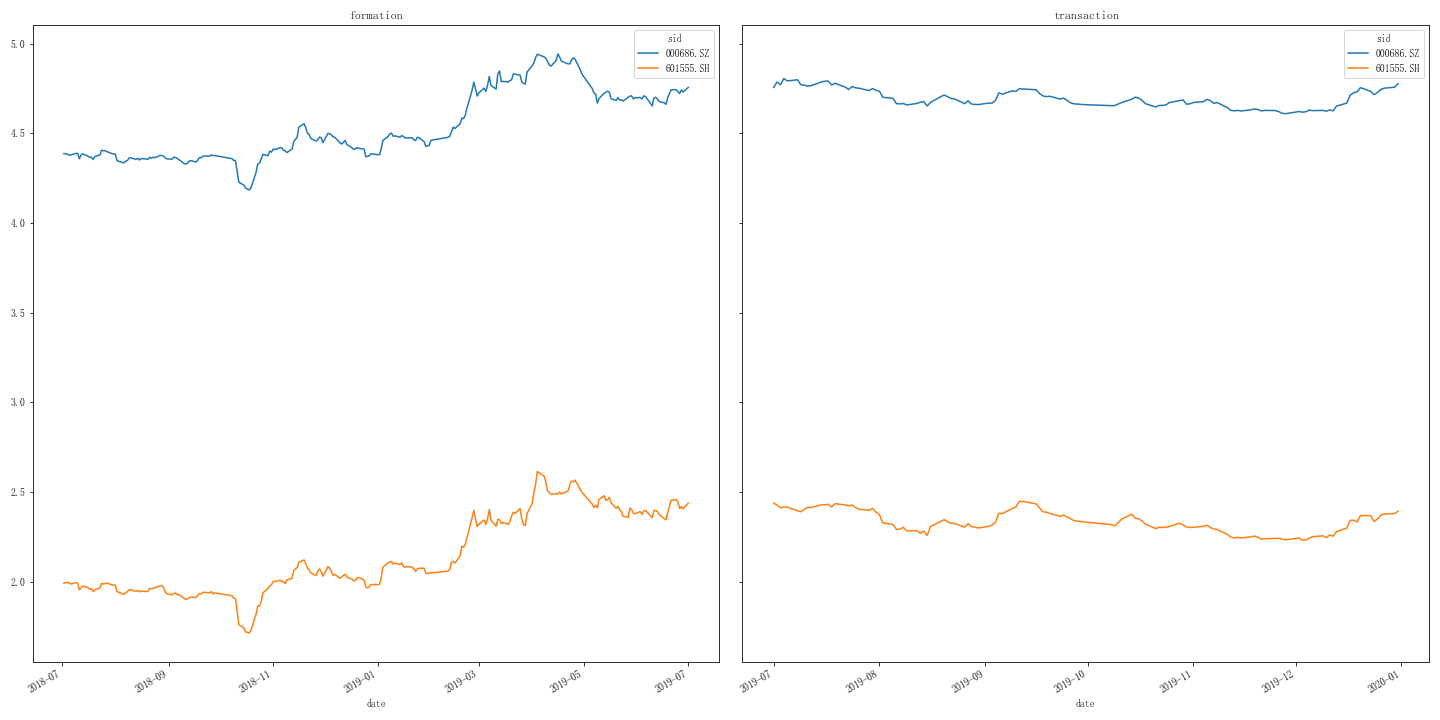 formation
sid
000686.SZ
601555.SH
5.0
4.5
4.0
3.5
3.0
2.5
2.0
2018-07
2018-09
2018-11
2019-01
2019-03
2019-05
2019-07
date
transaction
sid
000686.SZ
601555.SH
2019-07
2019-08
2019-09
2019-10
2019-11
2019-12
2020-01
date